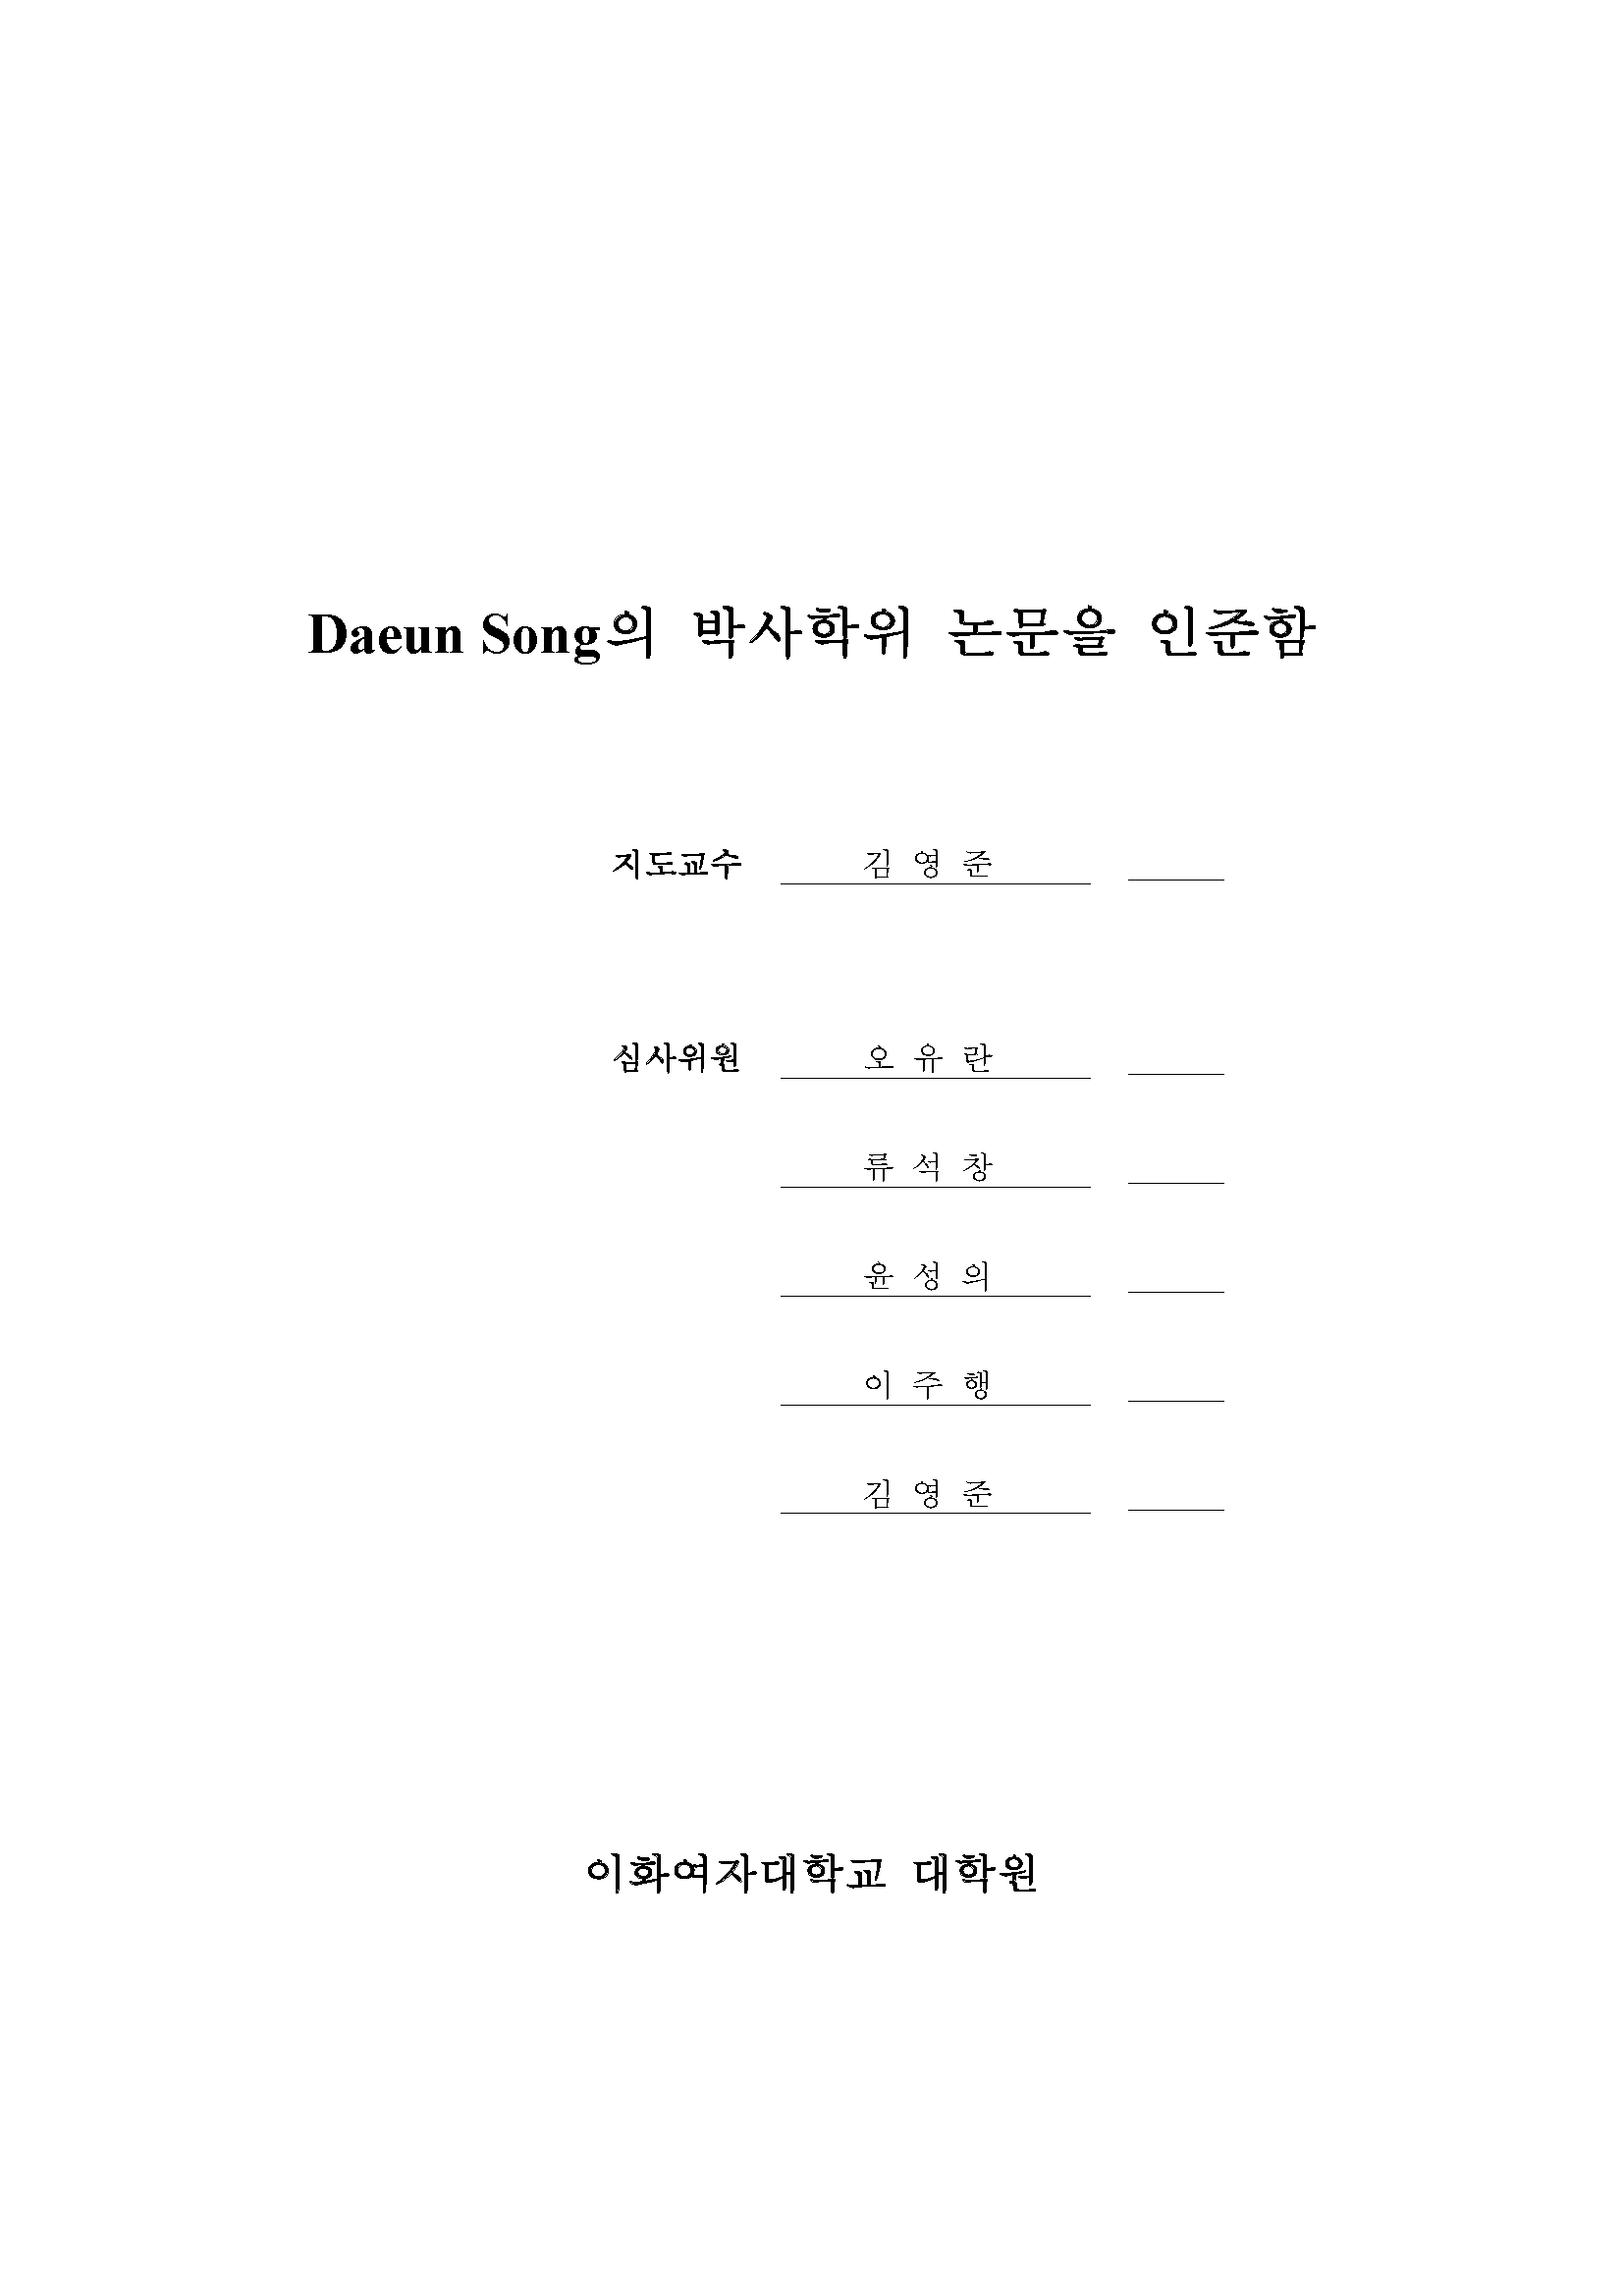 Daeun Song의 박사학위 논문을 인준함
지도교수 김 영 준
심사위원 오 유 란
류 석 창
윤 성 의
이 주 행
김 영 준
이화여자대학교 대학원